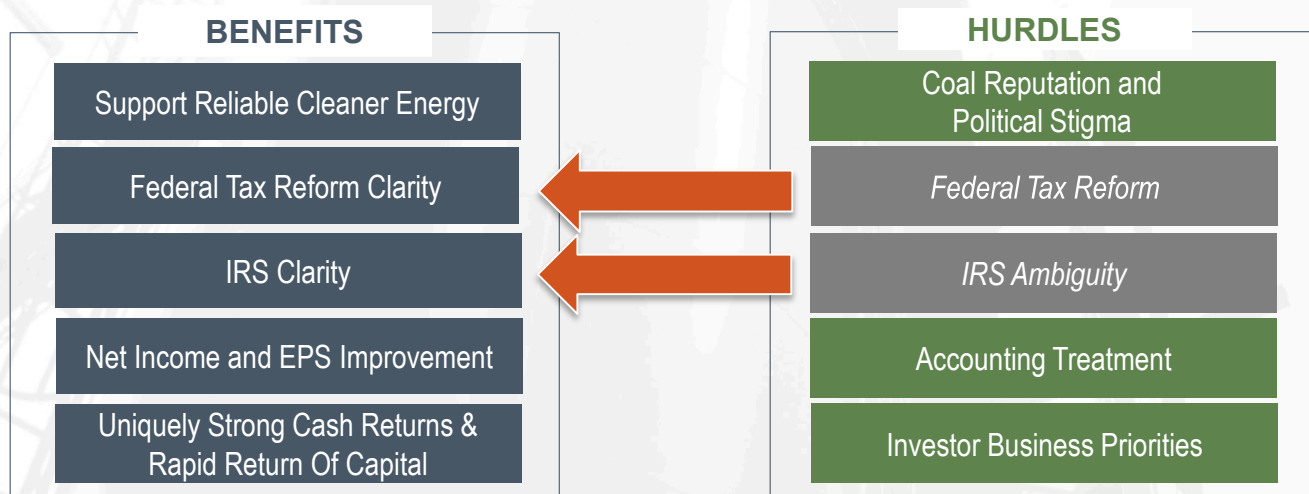 BENEFITS
Support Reliable Cleaner Energy
Federal Tax Reform Clarity
IRS Clarity
Net Income and EPS Improvement
Uniquely Strong Cash Returns &
Rapid Return Of Capital
HURDLES
Coal Reputation and
Political Stigma
Federal Tax Reform
IRS Ambiguity
Accounting Treatment
Investor Business Priorities